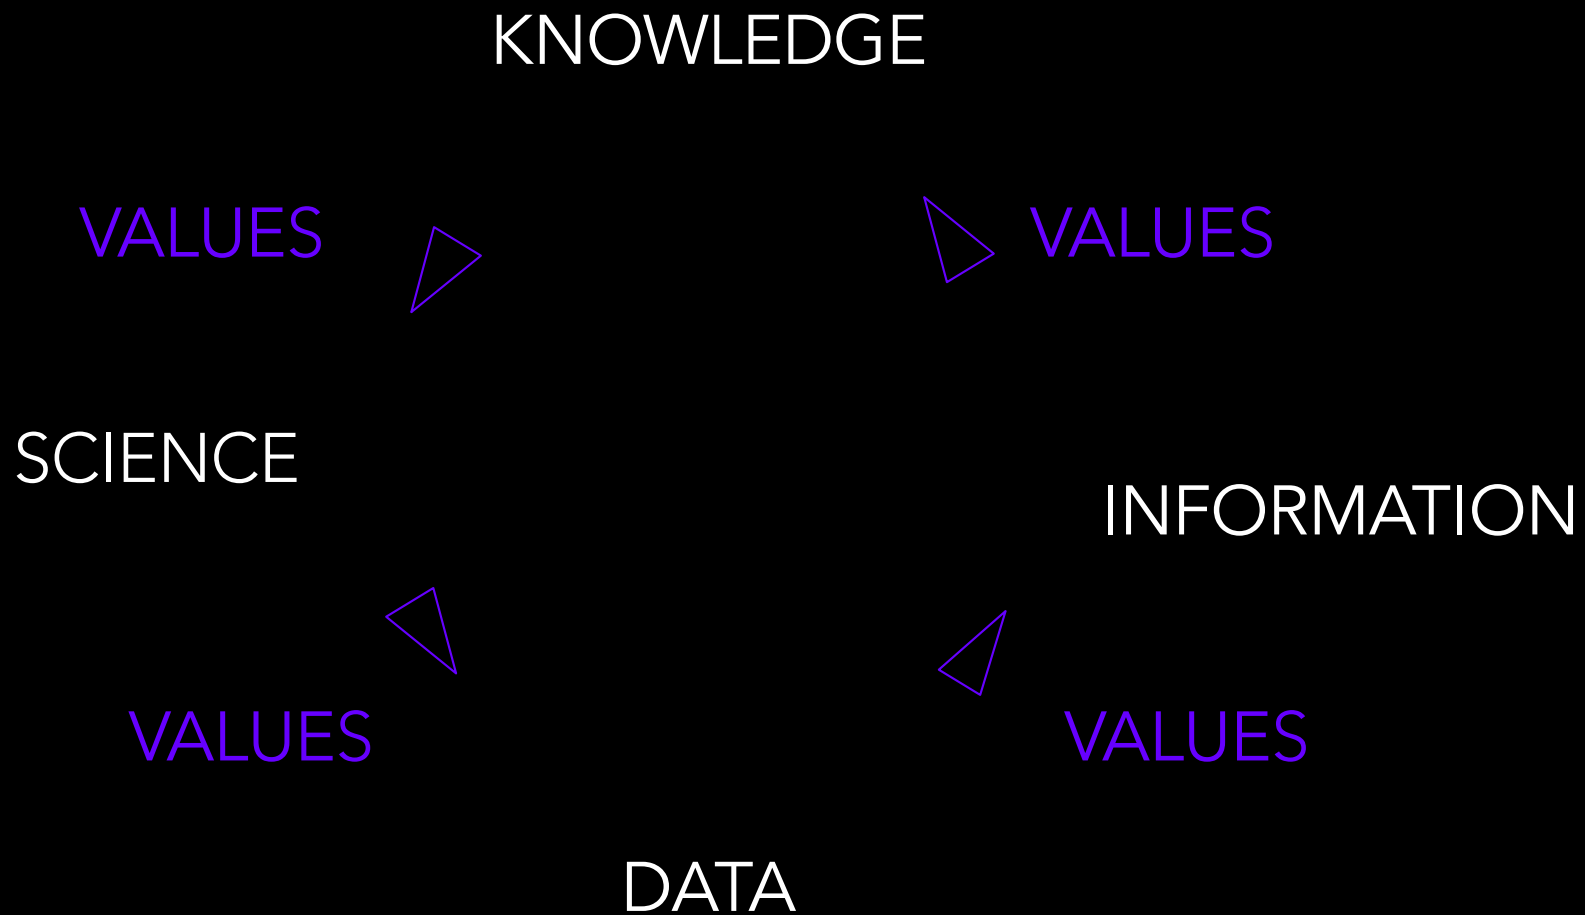 KNOWLEDGE
VALUES
VALUES
SCIENCE
INFORMATION
VALUES
VALUES
DATA